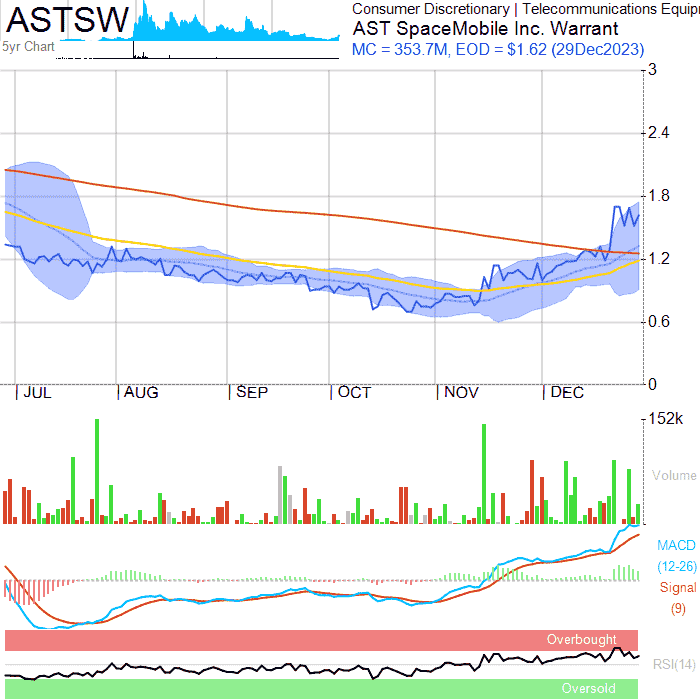 ASTSW
5yr Chart
Consumer Discretionary | Telecommunications Equip
AST SpaceMobile Inc. Warrant
MC = 353.7M, EOD = $1.62 (29Dec2023)
3
2.4
1.8
1.2
0.6
0
JUL AUG SEP OCT NOV DEC
152k
Volume
MACD
(12-26)
Signal
(9)
Overbought
RSI(14)
Oversold